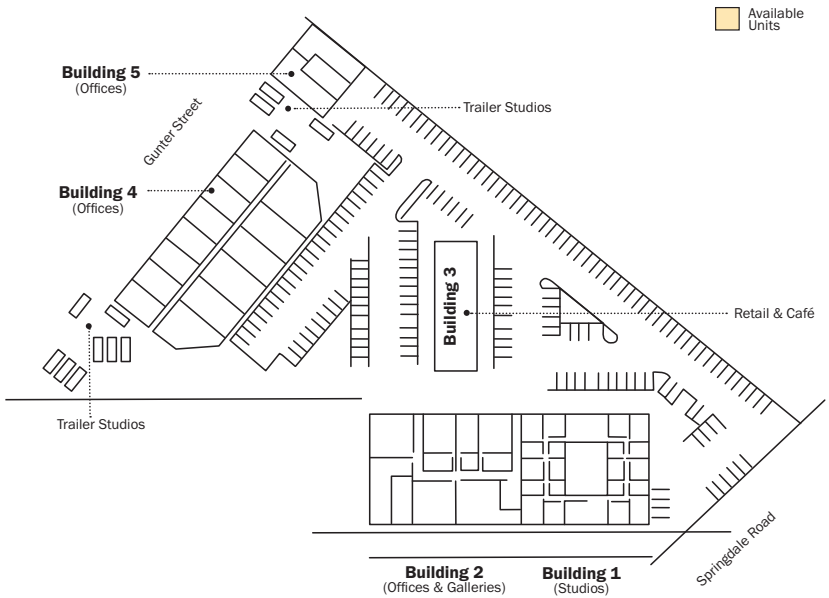 Available
Units
Building 5
(Offices)
Trailer Studios
Gunter Street
Building 4
(Offices)
Building 3
Retail & Café
Trailer Studios
Springdale Road
Building 2
(Offices & Galleries)
Building 1
(Studios)